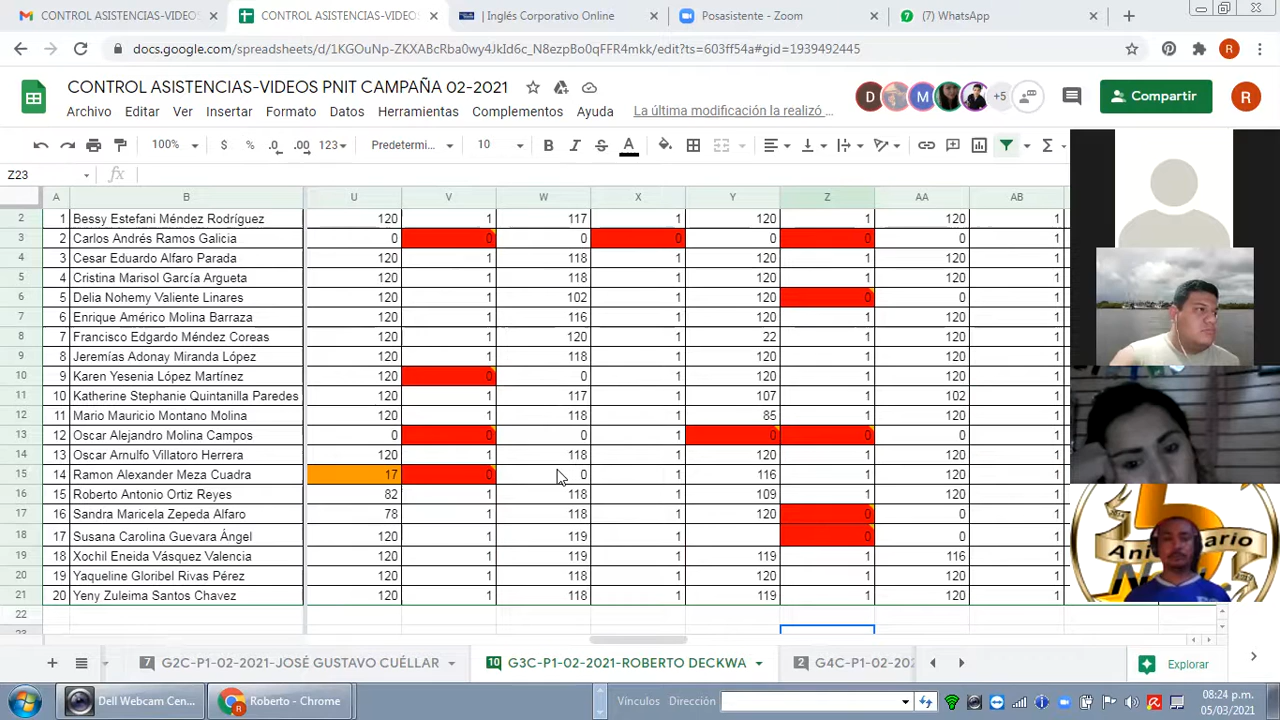 CONTROL ASISTENCIAS-VIDEOS
CONTROL ASISTENCIAS-VIDEOS
| Inglés Corporativo Online
Posasistente - Zoom
(7) WhatsApp
docs.google.com/spreadsheets/d/1KGOuNp-ZKXABcRba0wy4Jkld6c_N8ezpBo0qFFR4mkk/edit?ts=603ff54a#gid=1939492445
R
CONTROL ASISTENCIAS-VIDEOS PNIT CAMPAÑA 02-2021
D M +5
Compartir
R
Archivo Editar Ver Insertar Formato Datos Herramientas Complementos Ayuda La última modificación la realizó ...
100% $ % .0 .00 123 Predetermi... 10 B I S A
Z23 fx
A B U V W X Y Z AA AB
2 1 Bessy Estefani Méndez Rodríguez 120 1 117 1 120 1 120 1
3 2 Carlos Andrés Ramos Galicia 0 0 0 0 0 0 0 1
4 3 Cesar Eduardo Alfaro Parada 120 1 118 1 120 1 120 1
5 4 Cristina Marisol García Argueta 120 1 118 1 120 1 120 1
6 5 Delia Nohemy Valiente Linares 120 1 102 1 120 0 0 1
7 6 Enrique Américo Molina Barraza 120 1 116 1 120 1 120 1
8 7 Francisco Edgardo Méndez Coreas 120 1 120 1 22 1 120 1
9 8 Jeremías Adonay Miranda López 120 1 118 1 120 1 120 1
10 9 Karen Yesenia López Martínez 120 0 0 1 120 1 120 1
11 10 Katherine Stephanie Quintanilla Paredes 120 1 117 1 107 1 102 1
12 11 Mario Mauricio Montano Molina 120 1 118 1 85 1 120 1
13 12 Oscar Alejandro Molina Campos 0 0 0 1 0 0 0 1
14 13 Oscar Arnulfo Villatoro Herrera 120 1 118 1 120 1 120 1
15 14 Ramon Alexander Meza Cuadra 17 0 0 1 116 1 120 1
16 15 Roberto Antonio Ortiz Reyes 82 1 118 1 109 1 120 1
17 16 Sandra Maricela Zepeda Alfaro 78 1 118 1 120 0 0 1
18 17 Susana Carolina Guevara Ángel 120 1 119 1 0 0 1
19 18 Xochil Eneida Vásquez Valencia 120 1 119 1 119 1 116 1
20 19 Yaqueline Gloribel Rivas Pérez 120 1 118 1 120 1 120 1
21 20 Yeny Zuleima Santos Chavez 120 1 118 1 119 1 120 1
22
23
7 G2C-P1-02-2021-JOSÉ GUSTAVO CUÉLLAR 10 G3C-P1-02-2021-ROBERTO DECKWA 2 G4C-P1-02-202
Explorar
Dell Webcam Cen... Roberto - Chrome Vínculos Dirección
08:24 p.m.
05/03/2021